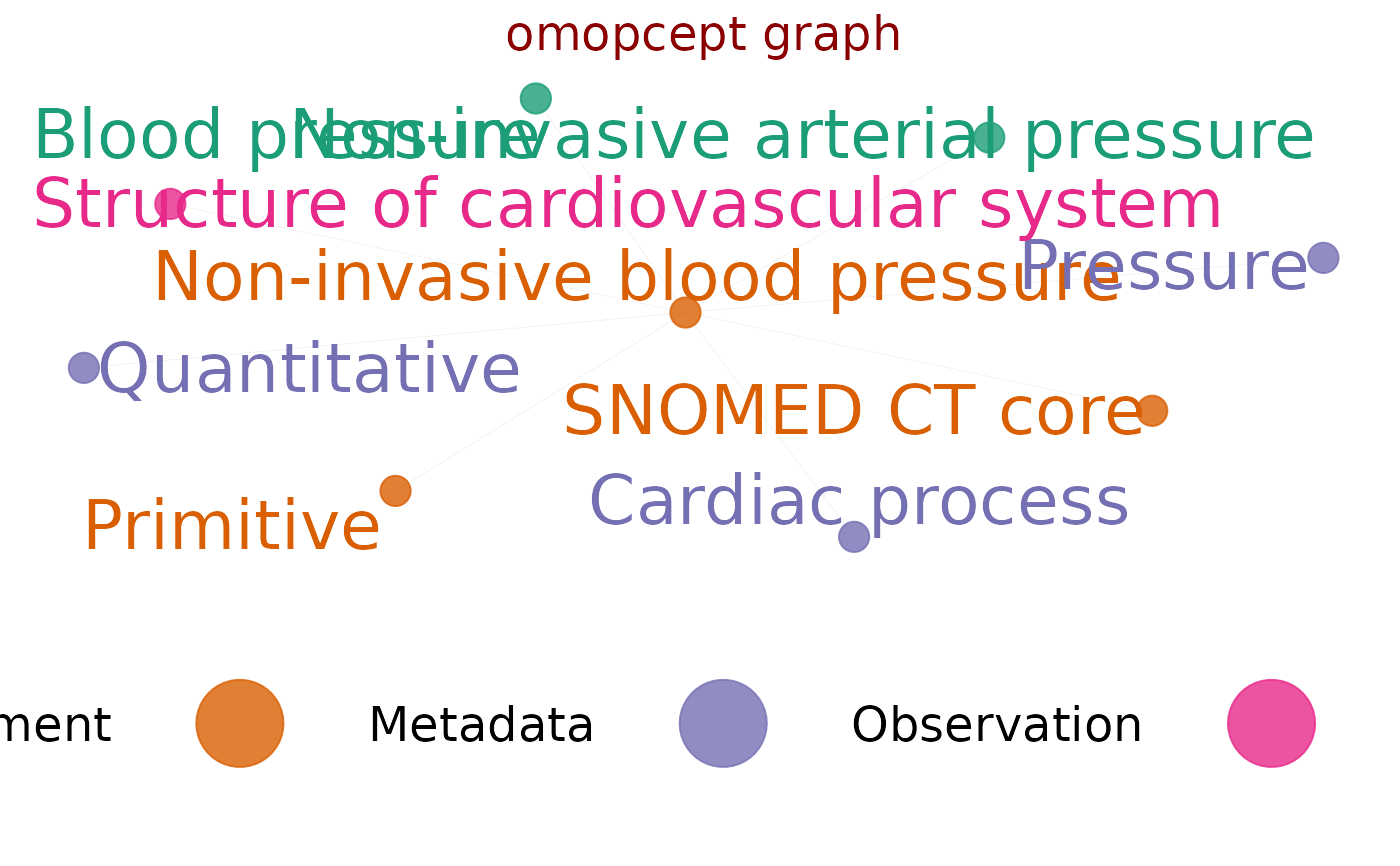 omopcept graph
Blood pressure
Non-invasive arterial pressure
Structure of cardiovascular system
Non-invasive blood pressure
Pressure
Quantitative
SNOMED CT core
Cardiac process
Primitive
ment Metadata Observation